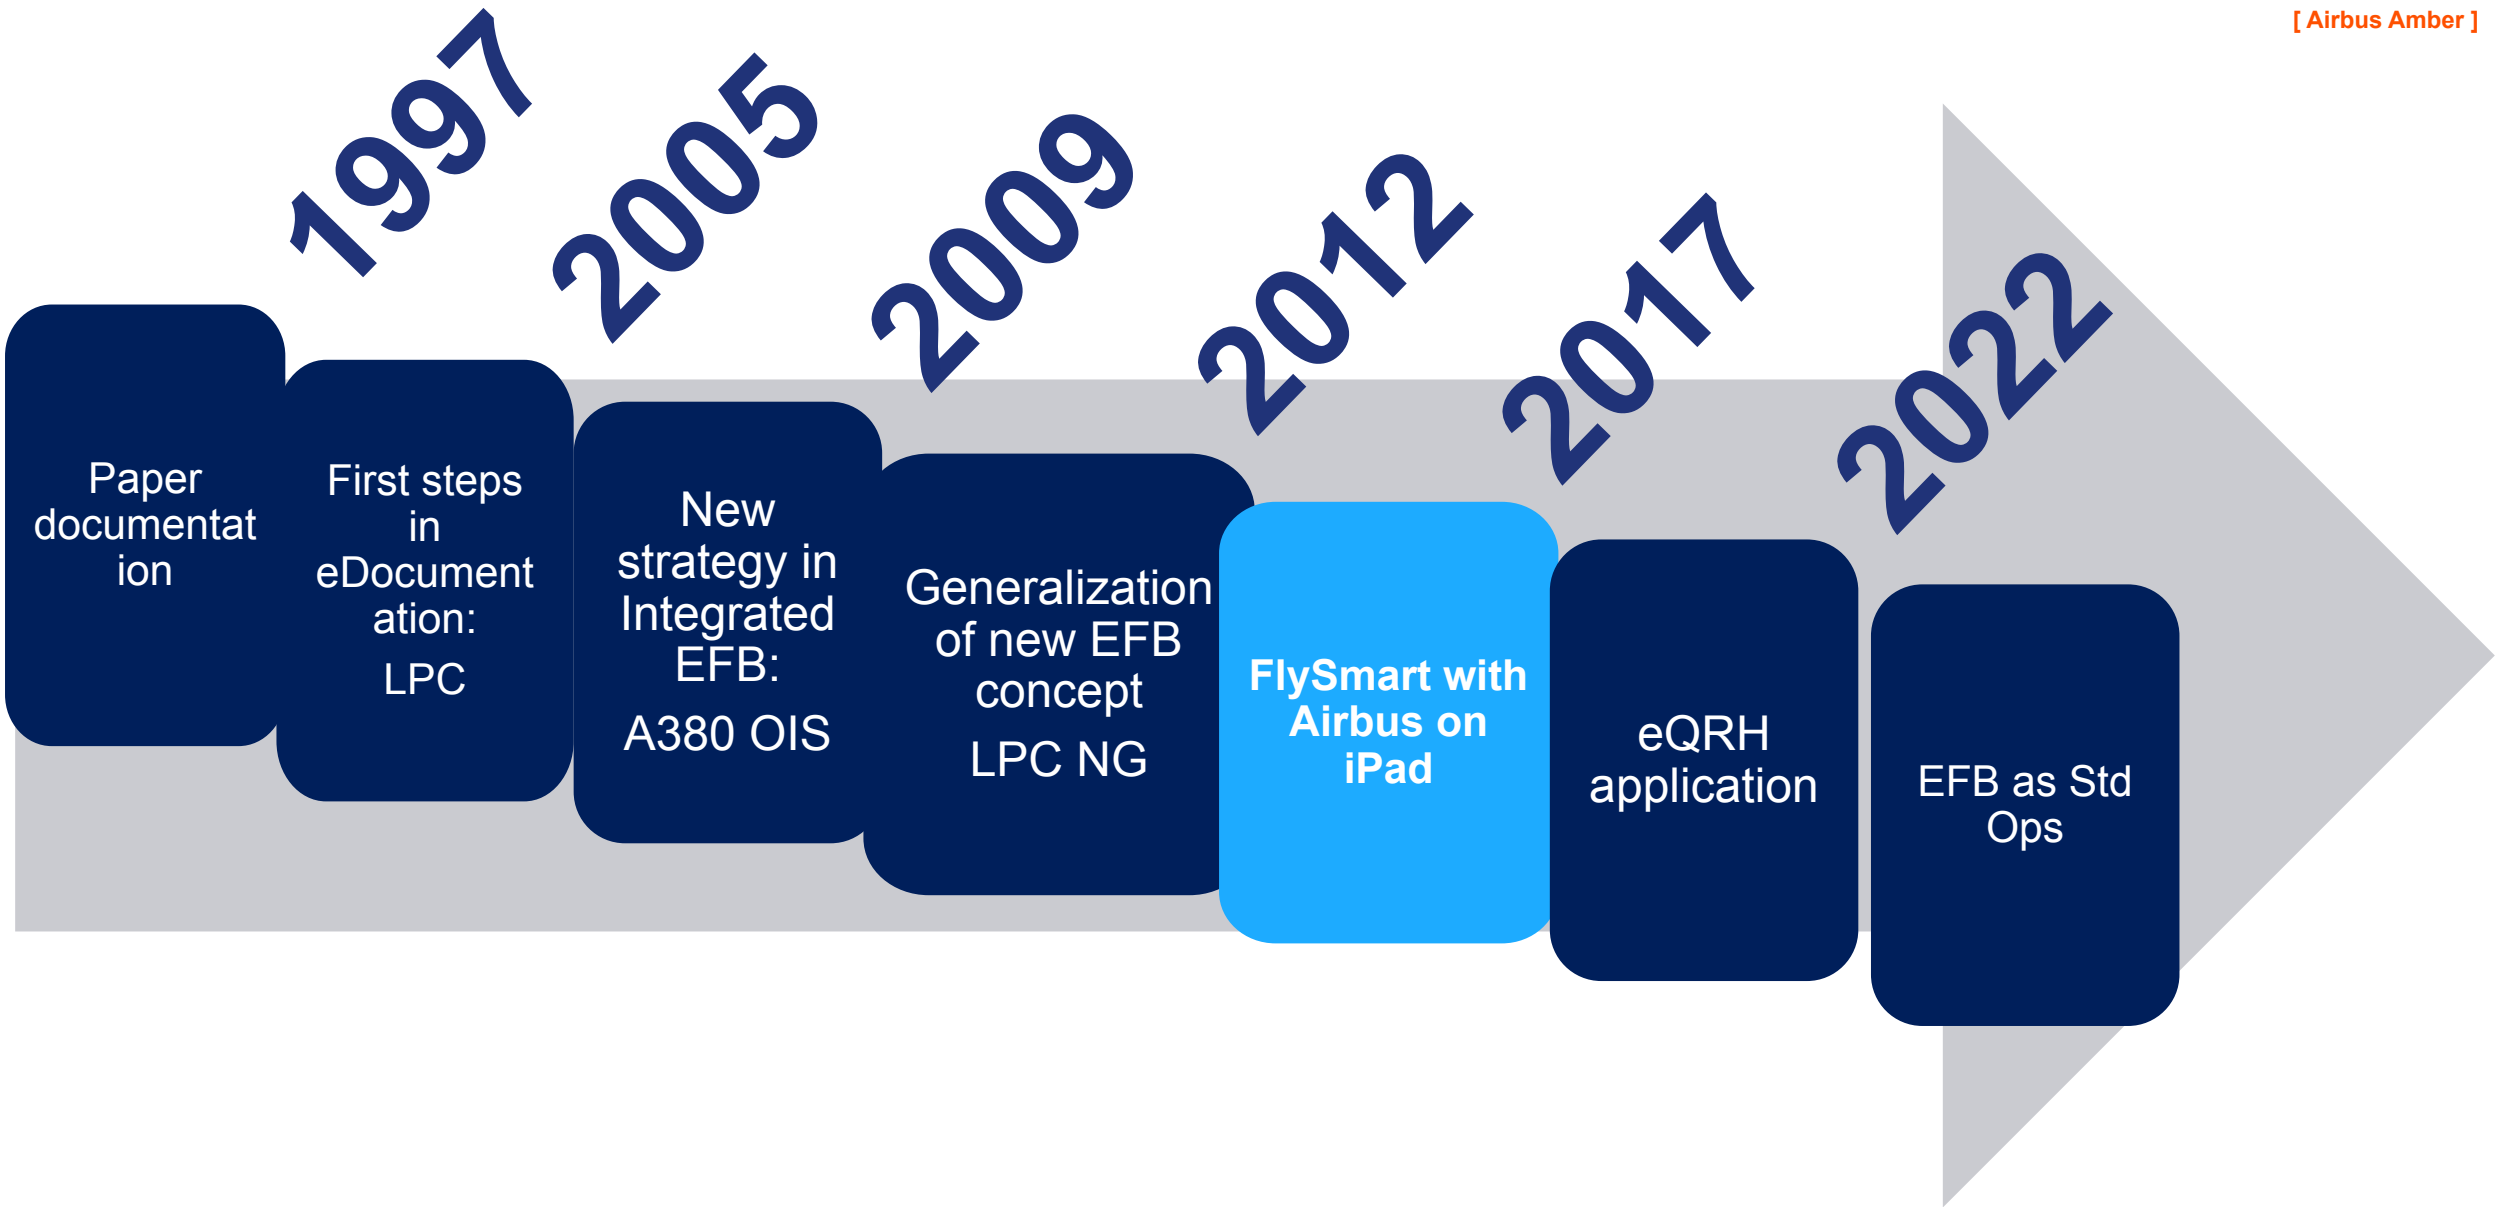 [ Airbus Amber ]
1997
2005
2009
2012
2017
2022
Paper
documentat
ion
First steps
in
eDocument
ation:
LPC
New
strategy in
Integrated
EFB:
A380 OIS
Generalization
of new EFB
concept
LPC NG
FlySmart with
Airbus on
iPad
eQRH
application
EFB as Std
Ops